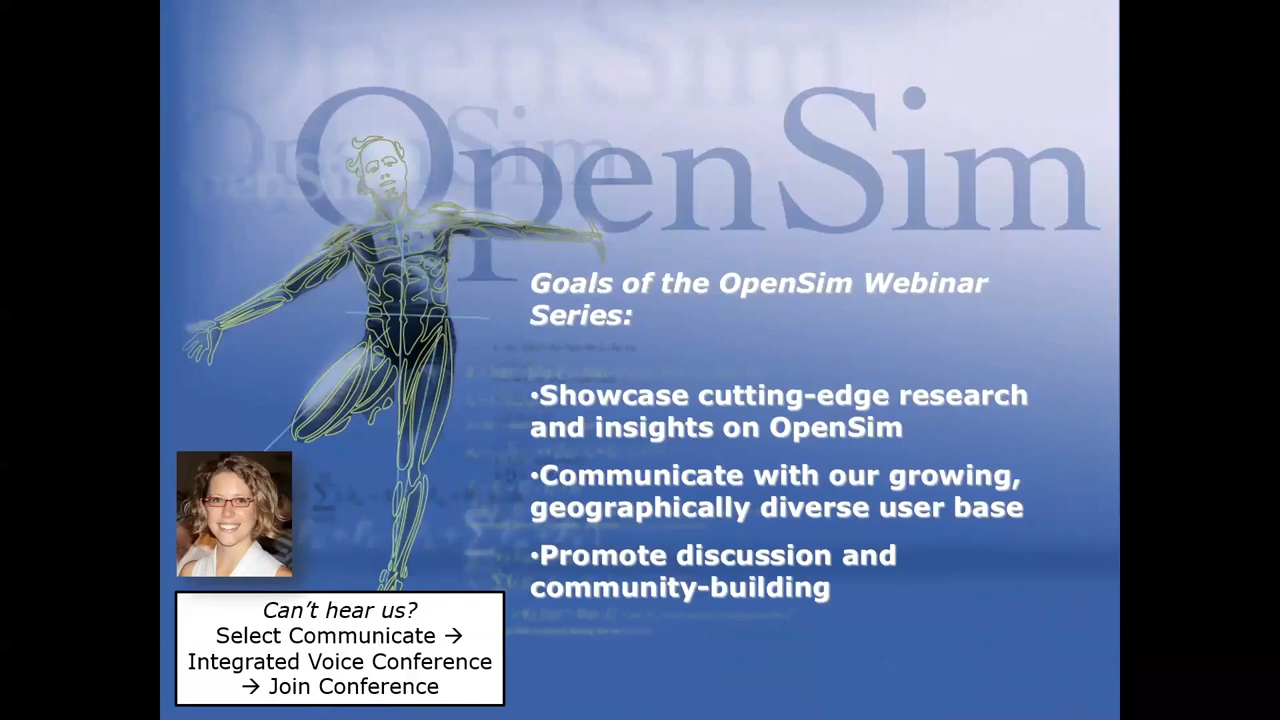 OpenSim
OpenSim
OpenSim
Goals of the OpenSim Webinar
Series:
•Showcase cutting-edge research
and insights on OpenSim
•Communicate with our growing,
geographically diverse user base
•Promote discussion and
community-building
Can’t hear us?
Select Communicate →
Integrated Voice Conference
→ Join Conference